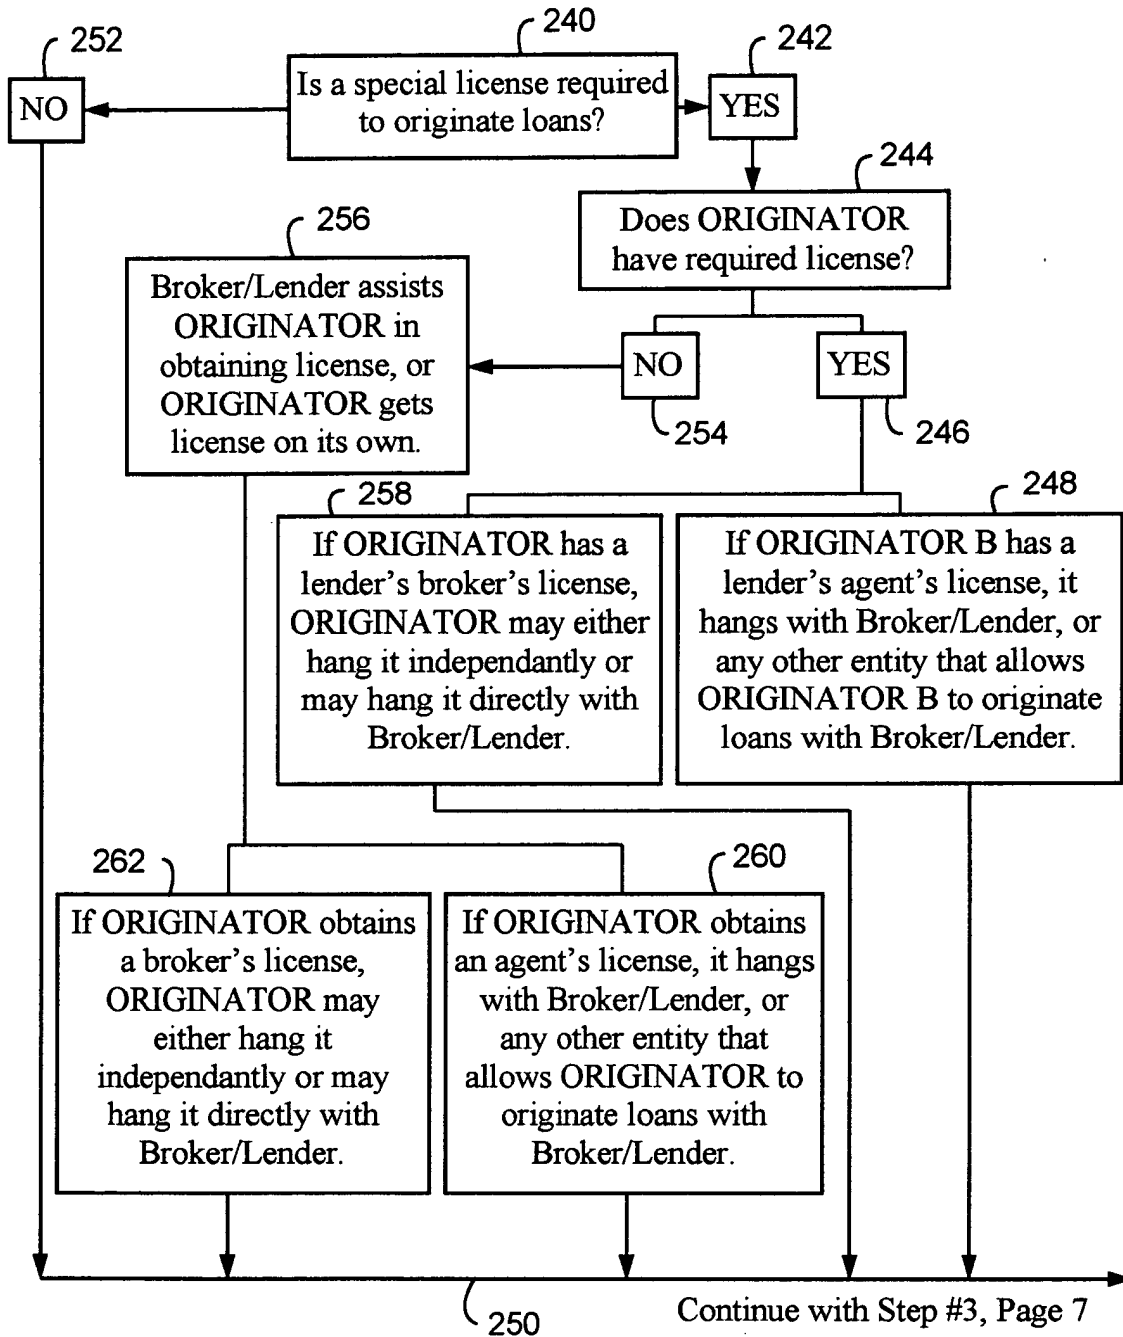 240
Is a special license required
to originate loans?
252
NO
242
YES
244
Does ORIGINATOR
have required license?
256
Broker/Lender assists
ORIGINATOR in
obtaining license, or
ORIGINATOR gets
license on its own.
NO
254
YES
246
258
If ORIGINATOR has a
lender's broker's license,
ORIGINATOR may either
hang it independantly or
may hang it directly with
Broker/Lender.
248
If ORIGINATOR B has a
lender's agent's license, it
hangs with Broker/Lender, or
any other entity that allows
ORIGINATOR B to originate
loans with Broker/Lender.
262
If ORIGINATOR obtains
a broker's license,
ORIGINATOR may
either hang it
independantly or may
hang it directly with
Broker/Lender.
260
If ORIGINATOR obtains
an agent's license, it hangs
with Broker/Lender, or
any other entity that
allows ORIGINATOR to
originate loans with
Broker/Lender.
250
Continue with Step #3, Page 7